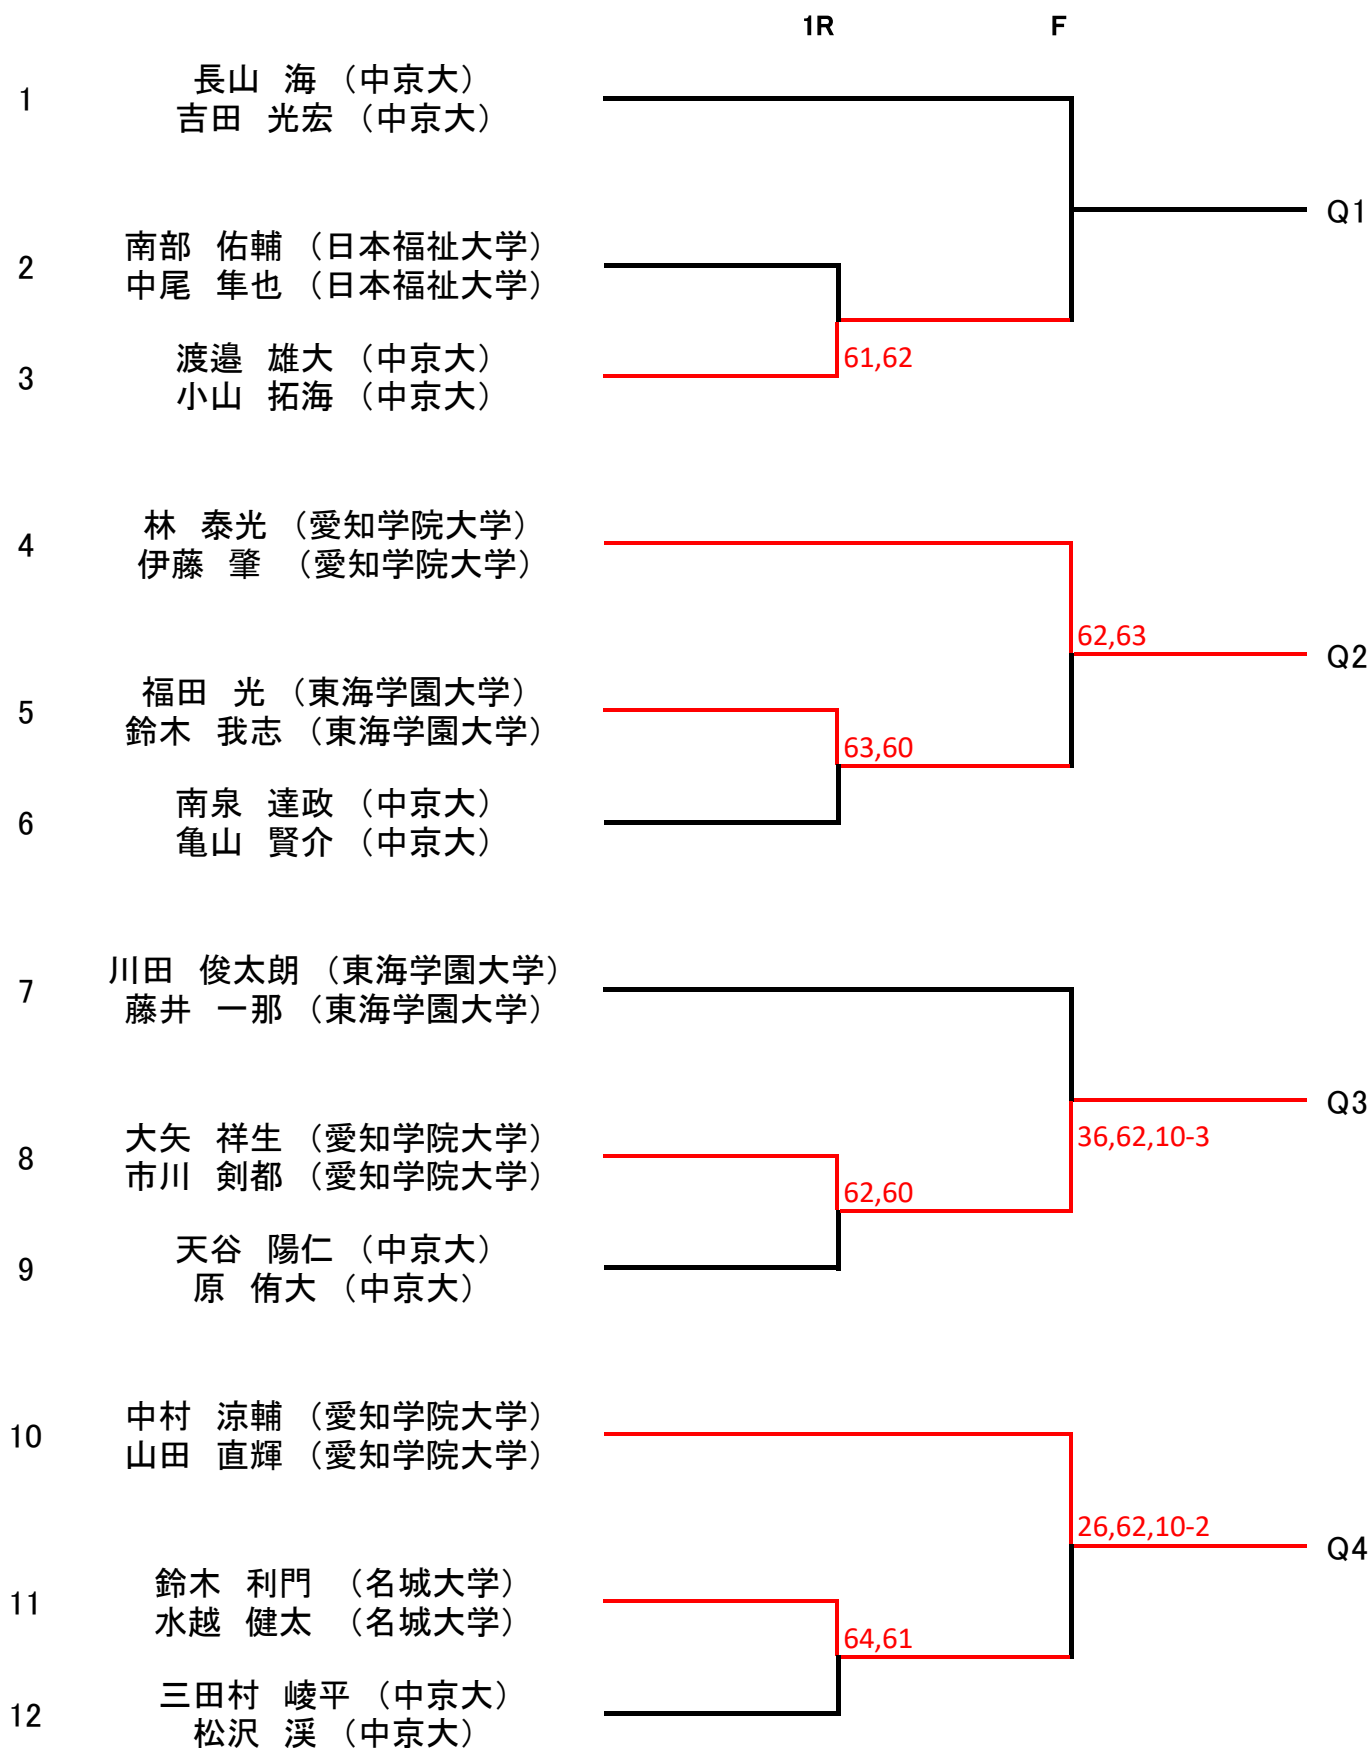 1R F
1 長山 海 (中京大)
吉田 光宏 (中京大)
Q1
2 南部 佑輔 (日本福祉大学)
中尾 隼也 (日本福祉大学)
3 渡邉 雄大 (中京大)
小山 拓海 (中京大)
61,62
4 林 泰光 (愛知学院大学)
伊藤 肇 (愛知学院大学)
62,63
Q2
5 福田 光 (東海学園大学)
鈴木 我志 (東海学園大学)
63,60
6 南泉 達政 (中京大)
亀山 賢介 (中京大)
7 川田 俊太朗 (東海学園大学)
藤井 一那 (東海学園大学)
Q3
36,62,10-3
8 大矢 祥生 (愛知学院大学)
市川 剣都 (愛知学院大学)
62,60
9 天谷 陽仁 (中京大)
原 侑大 (中京大)
10 中村 涼輔 (愛知学院大学)
山田 直輝 (愛知学院大学)
26,62,10-2
Q4
11 鈴木 利門 (名城大学)
水越 健太 (名城大学)
64,61
12 三田村 崚平 (中京大)
松沢 渓 (中京大)